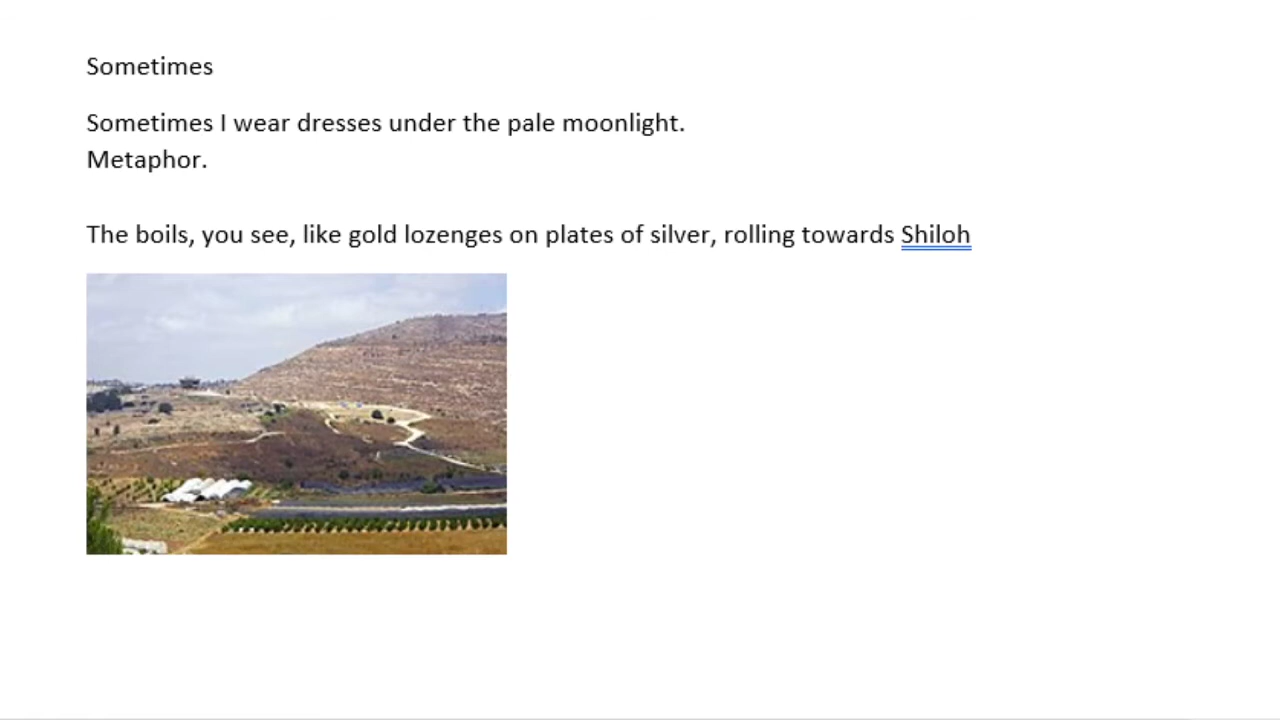 Sometimes
Sometimes I wear dresses under the pale moonlight.
Metaphor.
The boils, you see, like gold lozenges on plates of silver, rolling towards Shiloh